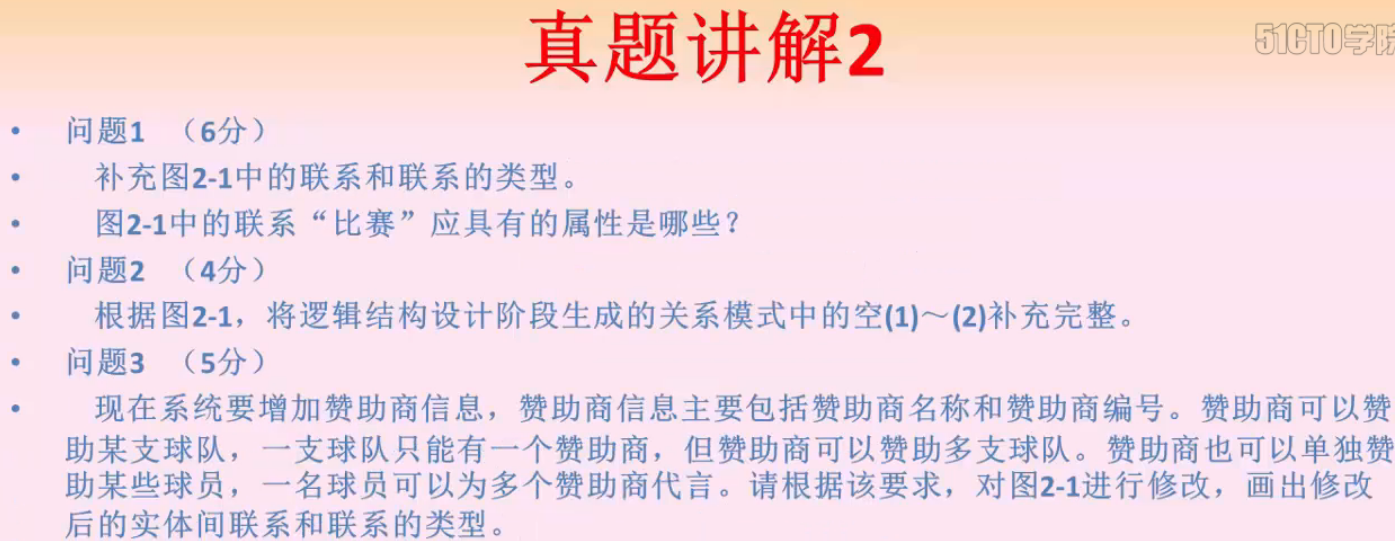 真题讲解2
51CTO学院
• 问题1 （6分）
• 补充图2-1中的联系和联系的类型。
• 图2-1中的联系“比赛”应具有的属性是哪些？
• 问题2 （4分）
• 根据图2-1，将逻辑结构设计阶段生成的关系模式中的空(1)～(2)补充完整。
• 问题3 （5分）
• 现在系统要增加赞助商信息，赞助商信息主要包括赞助商名称和赞助商编号。赞助商可以赞
助某支球队，一支球队只能有一个赞助商，但赞助商可以赞助多支球队。赞助商也可以单独赞
助某些球员，一名球员可以为多个赞助商代言。请根据该要求，对图2-1进行修改，画出修改
后的实体间联系和联系的类型。